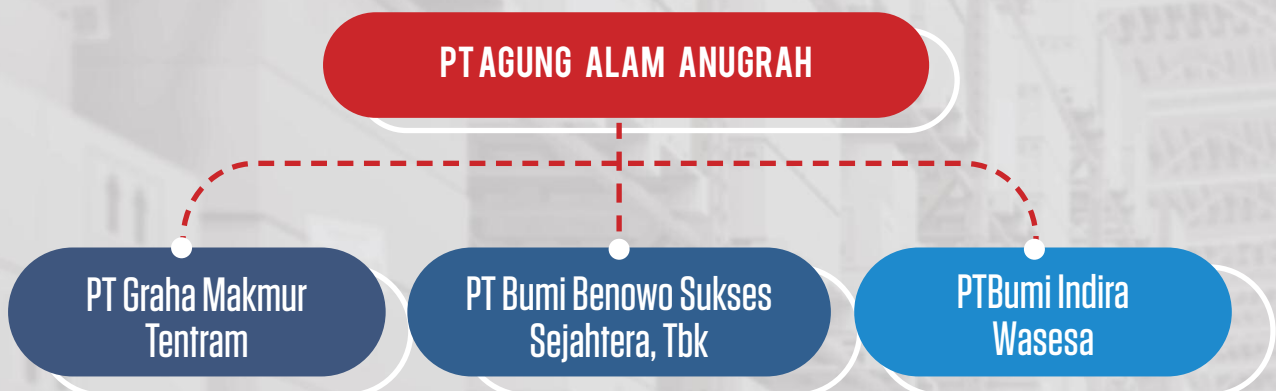 PT AGUNG ALAM ANUGRAH
PT Graha Makmur
Tentram
PT Bumi Benowo Sukses
Sejahtera, Tbk
PTBumi Indira
Wasesa